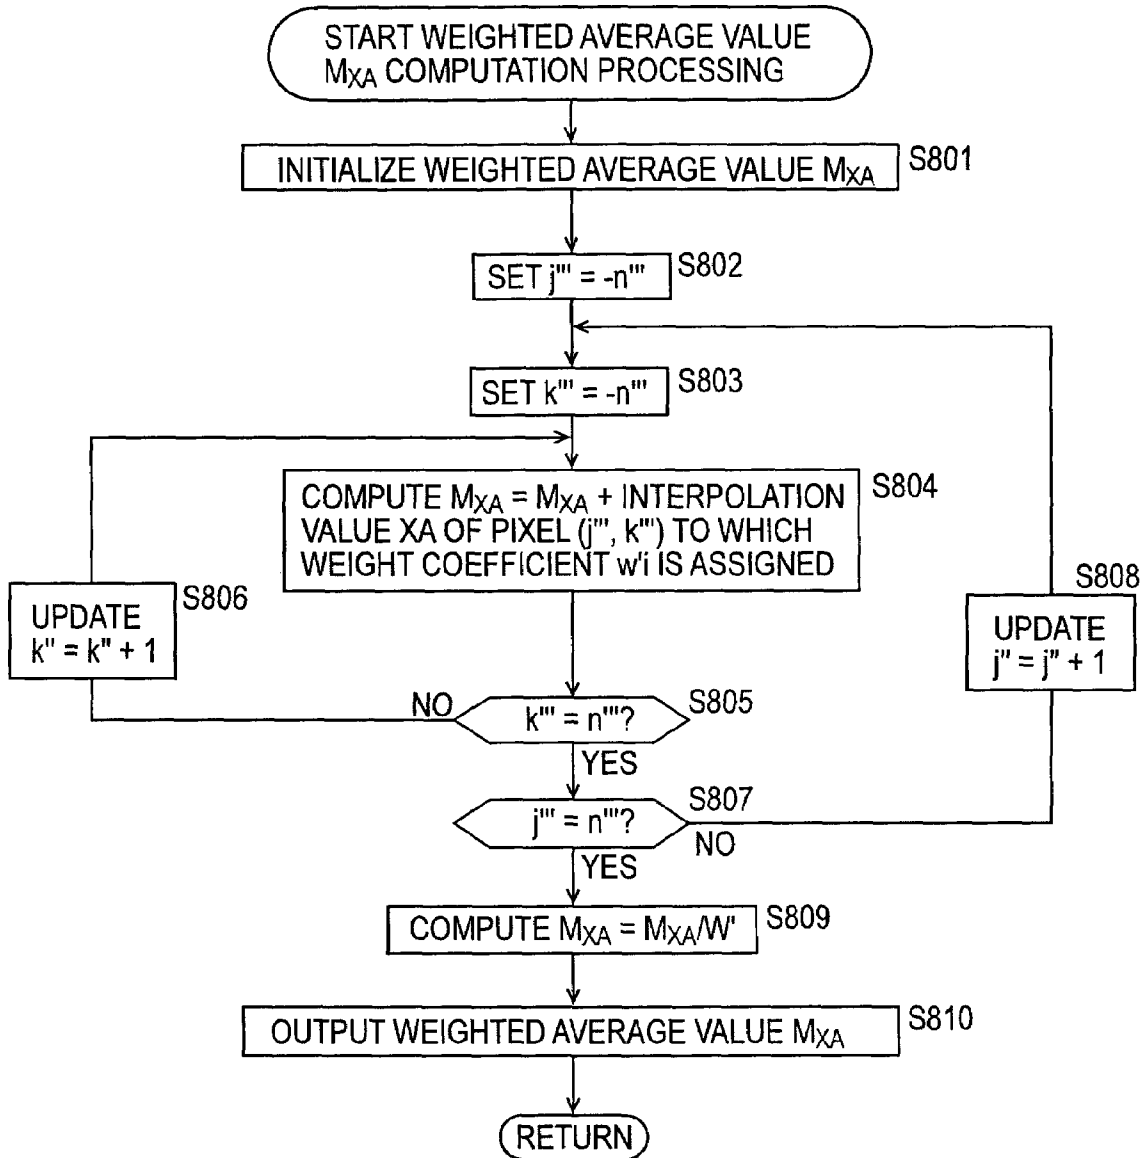 START WEIGHTED AVERAGE VALUE
MXA COMPUTATION PROCESSING
INITIALIZE WEIGHTED AVERAGE VALUE MXA
S801
SET j''' = -n'''
S802
SET k''' = -n'''
S803
COMPUTE MXA = MXA + INTERPOLATION
VALUE XA OF PIXEL (j''', k''') TO WHICH
WEIGHT COEFFICIENT w'i IS ASSIGNED
S804
UPDATE
k'' = k'' + 1
S806
UPDATE
j'' = j'' + 1
S808
NO
k''' = n'''?
S805
YES
j''' = n'''?
S807
NO
YES
COMPUTE MXA = MXA/W'
S809
OUTPUT WEIGHTED AVERAGE VALUE MXA
S810
RETURN